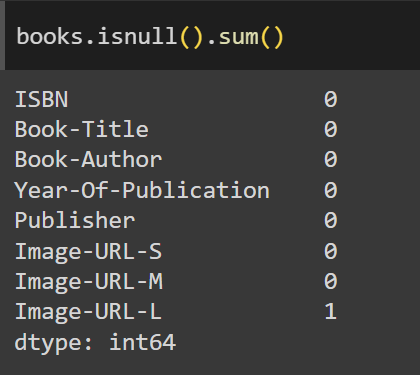 books.isnull().sum()
ISBN 0
Book-Title 0
Book-Author 0
Year-Of-Publication 0
Publisher 0
Image-URL-S 0
Image-URL-M 0
Image-URL-L 1
dtype: int64